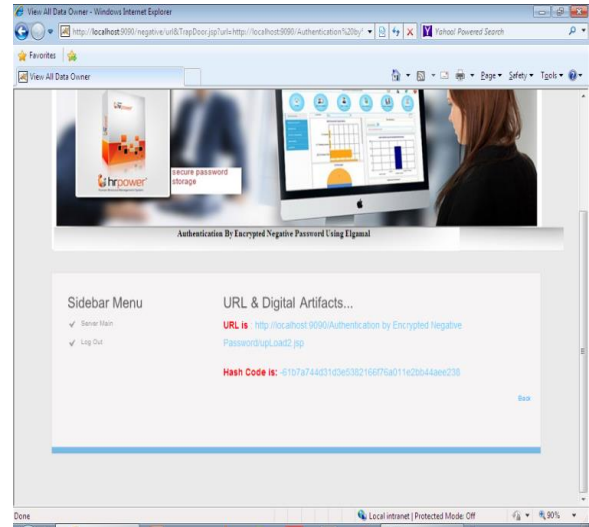 View All Data Owner - Windows Internet Explorer
http://localhost:9090/negative/url&TrapDoor.jsp?url=http://localhost:9090/Authentication%20by'
Yahoo! Powered Search
Favorites
View All Data Owner
Page Safety Tools
hrpower
secure password
storage
Authentication By Encrypted Negative Password Using Elgamal
Sidebar Menu
Server Main
Log Out
URL & Digital Artifacts...
URL is : http://localhost:9090/Authentication by Encrypted Negative
Password/upLoad2.jsp
Hash Code is: -61b7a744d31d3e5382166f76a011e2bb44aee238
Back
Done
Local intranet | Protected Mode: Off
90%